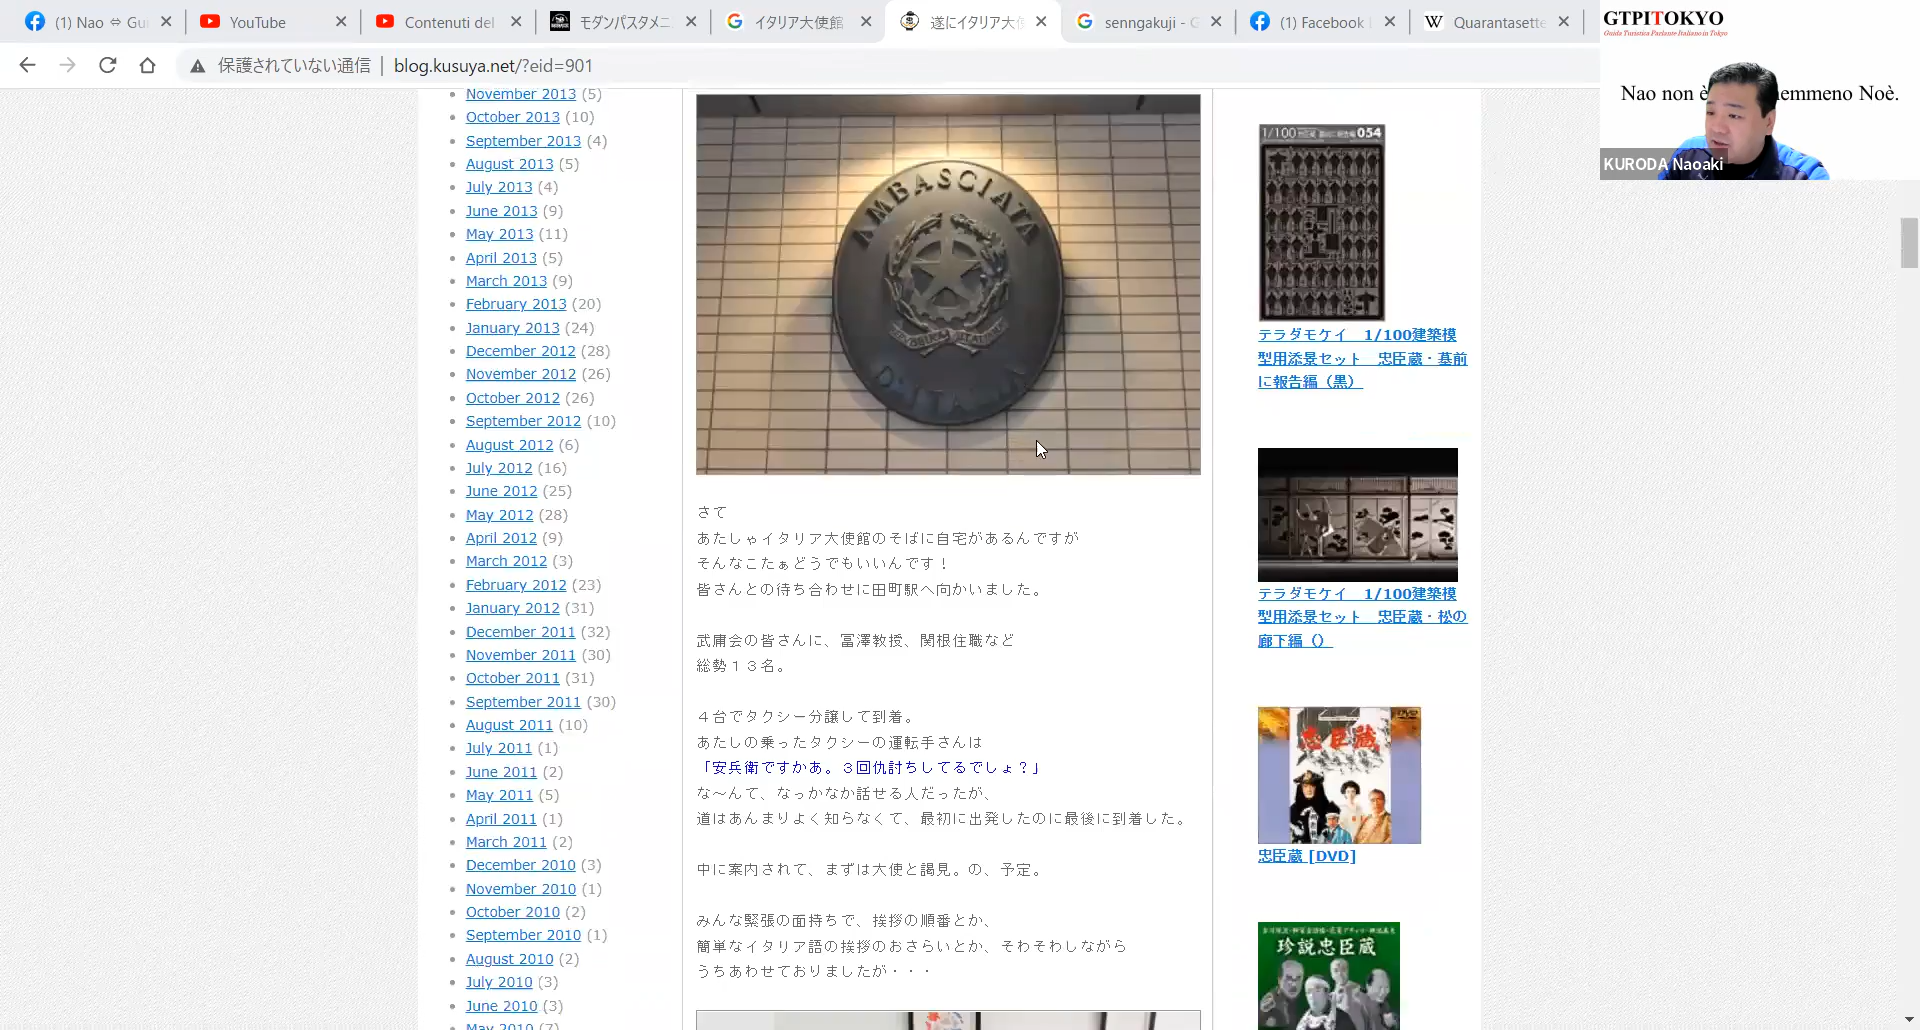 (1) Nao ⇔ Gui
YouTube
Contenuti del
モダンパスタメニ
イタリア大使館
遂にイタリア大使
senngakuji - G
(1) Facebook
Quarantasette
保護されていない通信 | blog.kusuya.net/?eid=901
GTPITOKYO
Guida Turistica Parlante Italiano in Tokyo
Nao non è
nemmeno Noè.
KURODA Naoaki
November 2013 (5)
October 2013 (10)
September 2013 (4)
August 2013 (5)
July 2013 (4)
June 2013 (9)
May 2013 (11)
April 2013 (5)
March 2013 (9)
February 2013 (20)
January 2013 (24)
December 2012 (28)
November 2012 (26)
October 2012 (26)
September 2012 (10)
August 2012 (6)
July 2012 (16)
June 2012 (25)
May 2012 (28)
April 2012 (9)
March 2012 (3)
February 2012 (23)
January 2012 (31)
December 2011 (32)
November 2011 (30)
October 2011 (31)
September 2011 (30)
August 2011 (10)
July 2011 (1)
June 2011 (2)
May 2011 (5)
April 2011 (1)
March 2011 (2)
December 2010 (3)
November 2010 (1)
October 2010 (2)
September 2010 (1)
August 2010 (2)
July 2010 (3)
June 2010 (3)
May 2010 (7)
AMBASCIATA
D'ITALIA
さて
あたしゃイタリア大使館のそばに自宅があるんですが
そんなこたぁどうでもいいんです！
皆さんとの待ち合わせに田町駅へ向かいました。
武庸会の皆さんに、冨澤教授、関根住職など
総勢１３名。
４台でタクシー分譲して到着。
あたしの乗ったタクシーの運転手さんは
「安兵衛ですかあ。３回仇討ちしてるでしょ？」
な～んて、なっかなか話せる人だったが、
道はあんまりよく知らなくて、最初に出発したのに最後に到着した。
中に案内されて、まずは大使と謁見。の、予定。
みんな緊張の面持ちで、挨拶の順番とか、
簡単なイタリア語の挨拶のおさらいとか、そわそわしながら
うちあわせておりましたが・・・
1/100
054
テラダモケイ　1/100建築模
型用添景セット　忠臣蔵・墓前
に報告編（黒）
テラダモケイ　1/100建築模
型用添景セット　忠臣蔵・松の
廊下編（）
忠臣蔵
忠臣蔵 [DVD]
珍説忠臣蔵